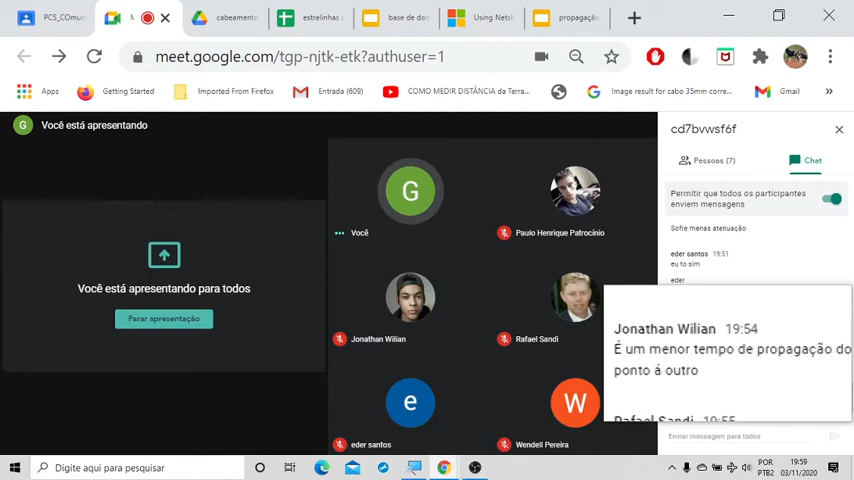 PCS_COmun
M
cabeamento
estrelinhas s
base de dao
Using Netsh
propagação
meet.google.com/tgp-njtk-etk?authuser=1
Apps
Getting Started
Imported From Firefox
Entrada (609)
COMO MEDIR DISTÂNCIA da Terra...
Image result for cabo 35mm corre...
Gmail
»
G Você está apresentando
cd7bvwsf6f
Pessoas (7)
Chat
Permitir que todos os participantes
enviem mensagens
Sofre menas atenuação
eder santos 19:51
eu to sim
eder
G
Você
Paulo Henrique Patrocínio
Você está apresentando para todos
Parar apresentação
Jonathan Wilian
Rafael Sandi
Jonathan Wilian 19:54
É um menor tempo de propagação do
ponto á outro
Rafael Sandi 19:55
e
W
eder santos
Wendell Pereira
Enviar mensagem para todos
Digite aqui para pesquisar
POR
PTB2
19:59
03/11/2020